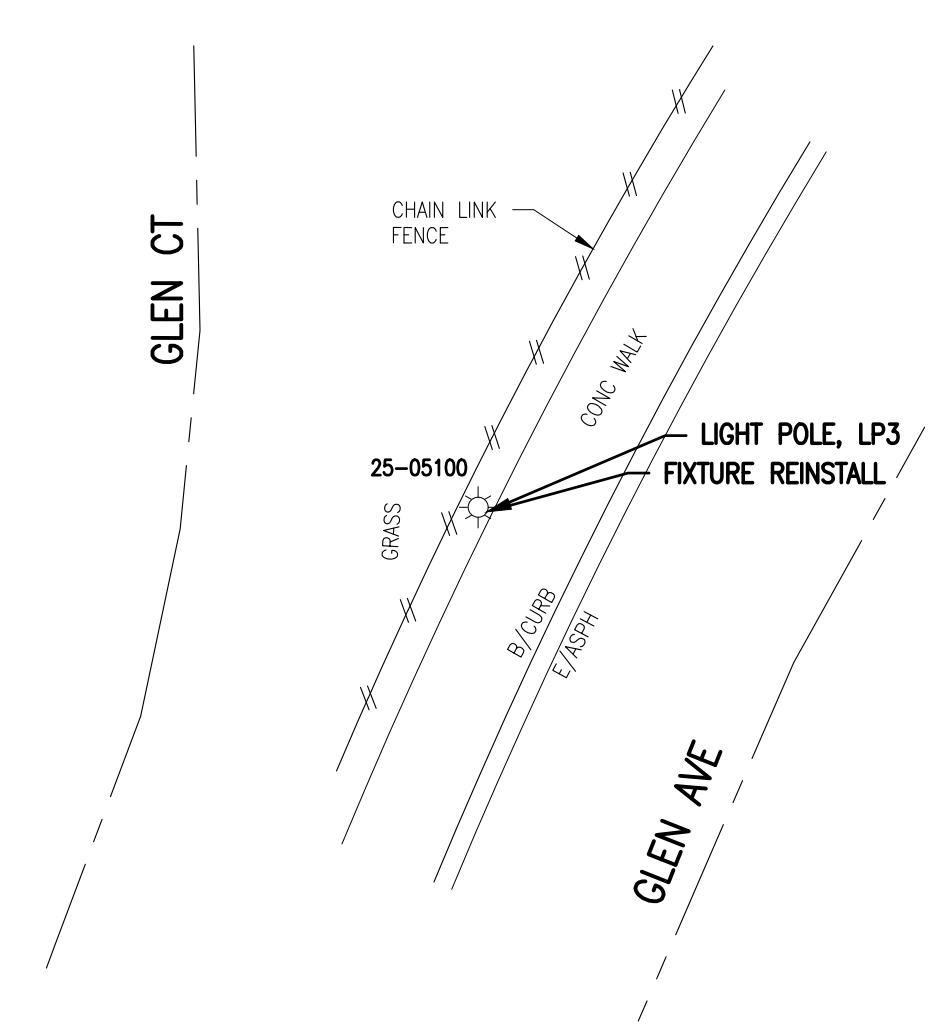 GLEN CT
CHAIN LINK
FENCE
CONC WALK
LIGHT POLE, LP3
25-05100
FIXTURE REINSTALL
GRASS
B/CURB
E/ASPH
GLEN AVE